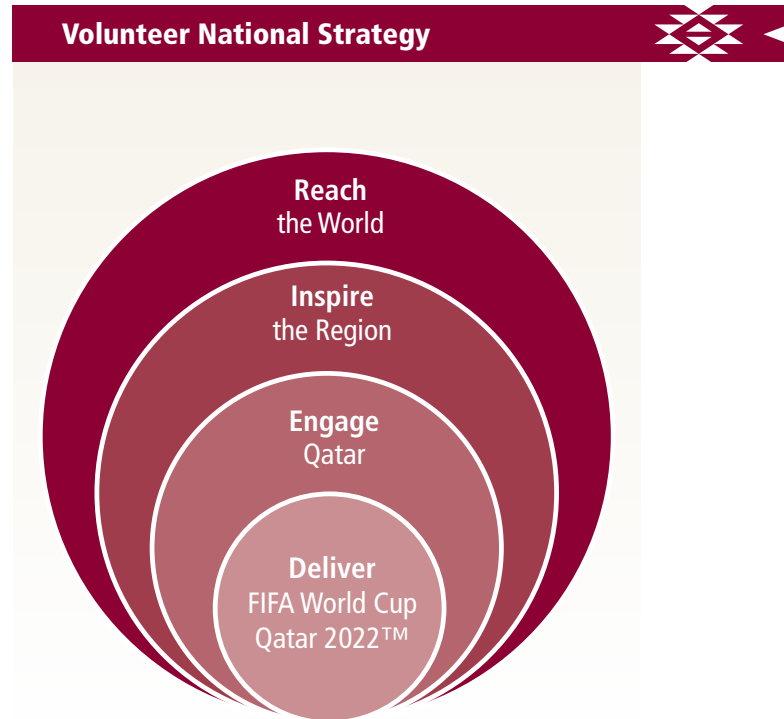 Volunteer National Strategy
Reach
the World
Inspire
the Region
Engage
Qatar
Deliver
FIFA World Cup
Qatar 2022™